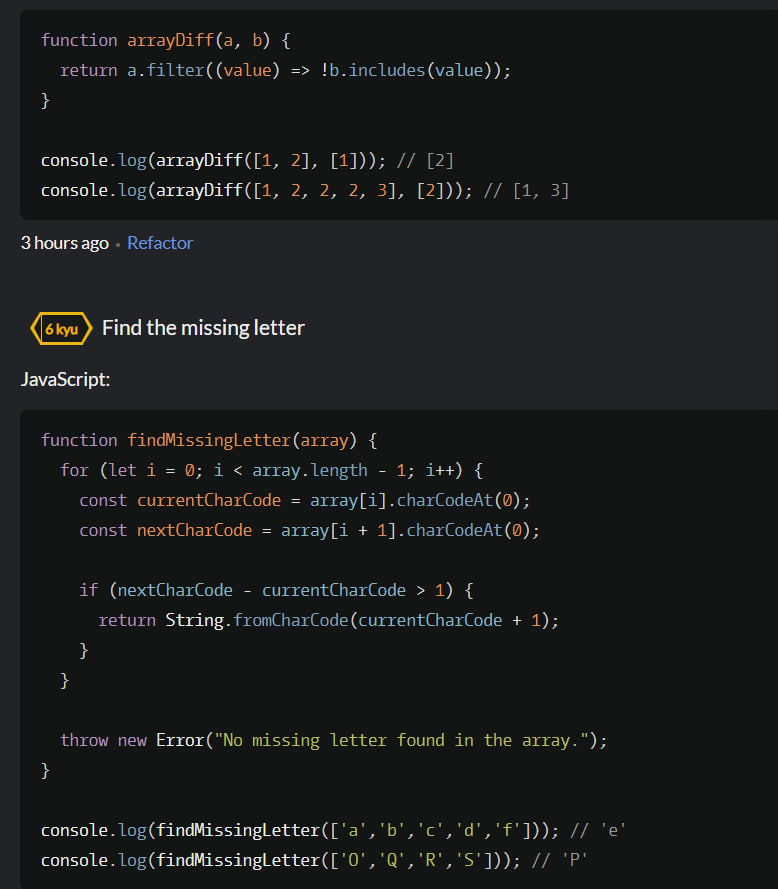 function arrayDiff(a, b) {
  return a.filter((value) => !b.includes(value));
}
console.log(arrayDiff([1, 2], [1])); // [2]
console.log(arrayDiff([1, 2, 2, 2, 3], [2])); // [1, 3]
3 hours ago • Refactor
6 kyu Find the missing letter
JavaScript:
function findMissingLetter(array) {
  for (let i = 0; i < array.length - 1; i++) {
    const currentCharCode = array[i].charCodeAt(0);
    const nextCharCode = array[i + 1].charCodeAt(0);
    if (nextCharCode - currentCharCode > 1) {
      return String.fromCharCode(currentCharCode + 1);
    }
  }
  throw new Error("No missing letter found in the array.");
}
console.log(findMissingLetter(['a','b','c','d','f'])); // 'e'
console.log(findMissingLetter(['O','Q','R','S'])); // 'P'